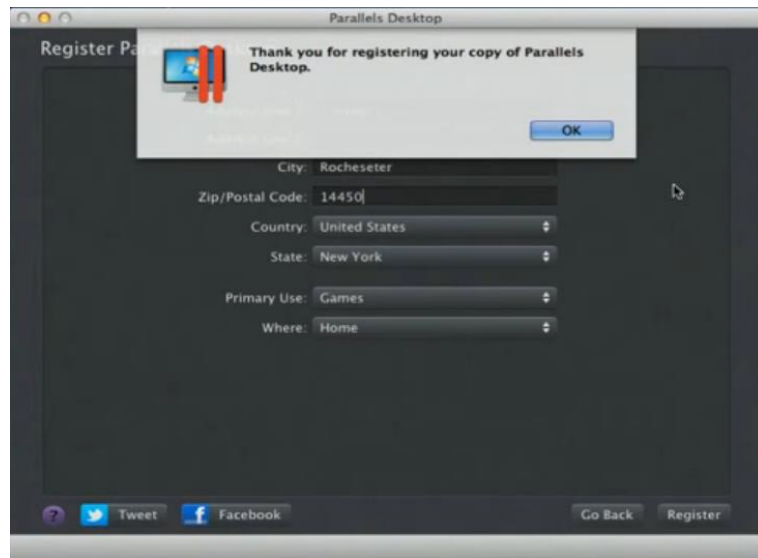 Parallels Desktop
Register Pa
Thank you for registering your copy of Parallels
Desktop.
OK
City: Rocheseter
Zip/Postal Code: 14450
Country: United States
State: New York
Primary Use: Games
Where: Home
? Tweet f Facebook Go Back Register